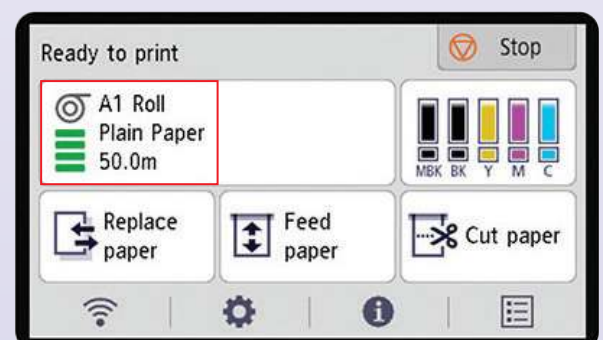 Ready to print
Stop
A1 Roll
Plain Paper
50.0m
MBK BK Y M C
Replace
paper
Feed
paper
Cut paper